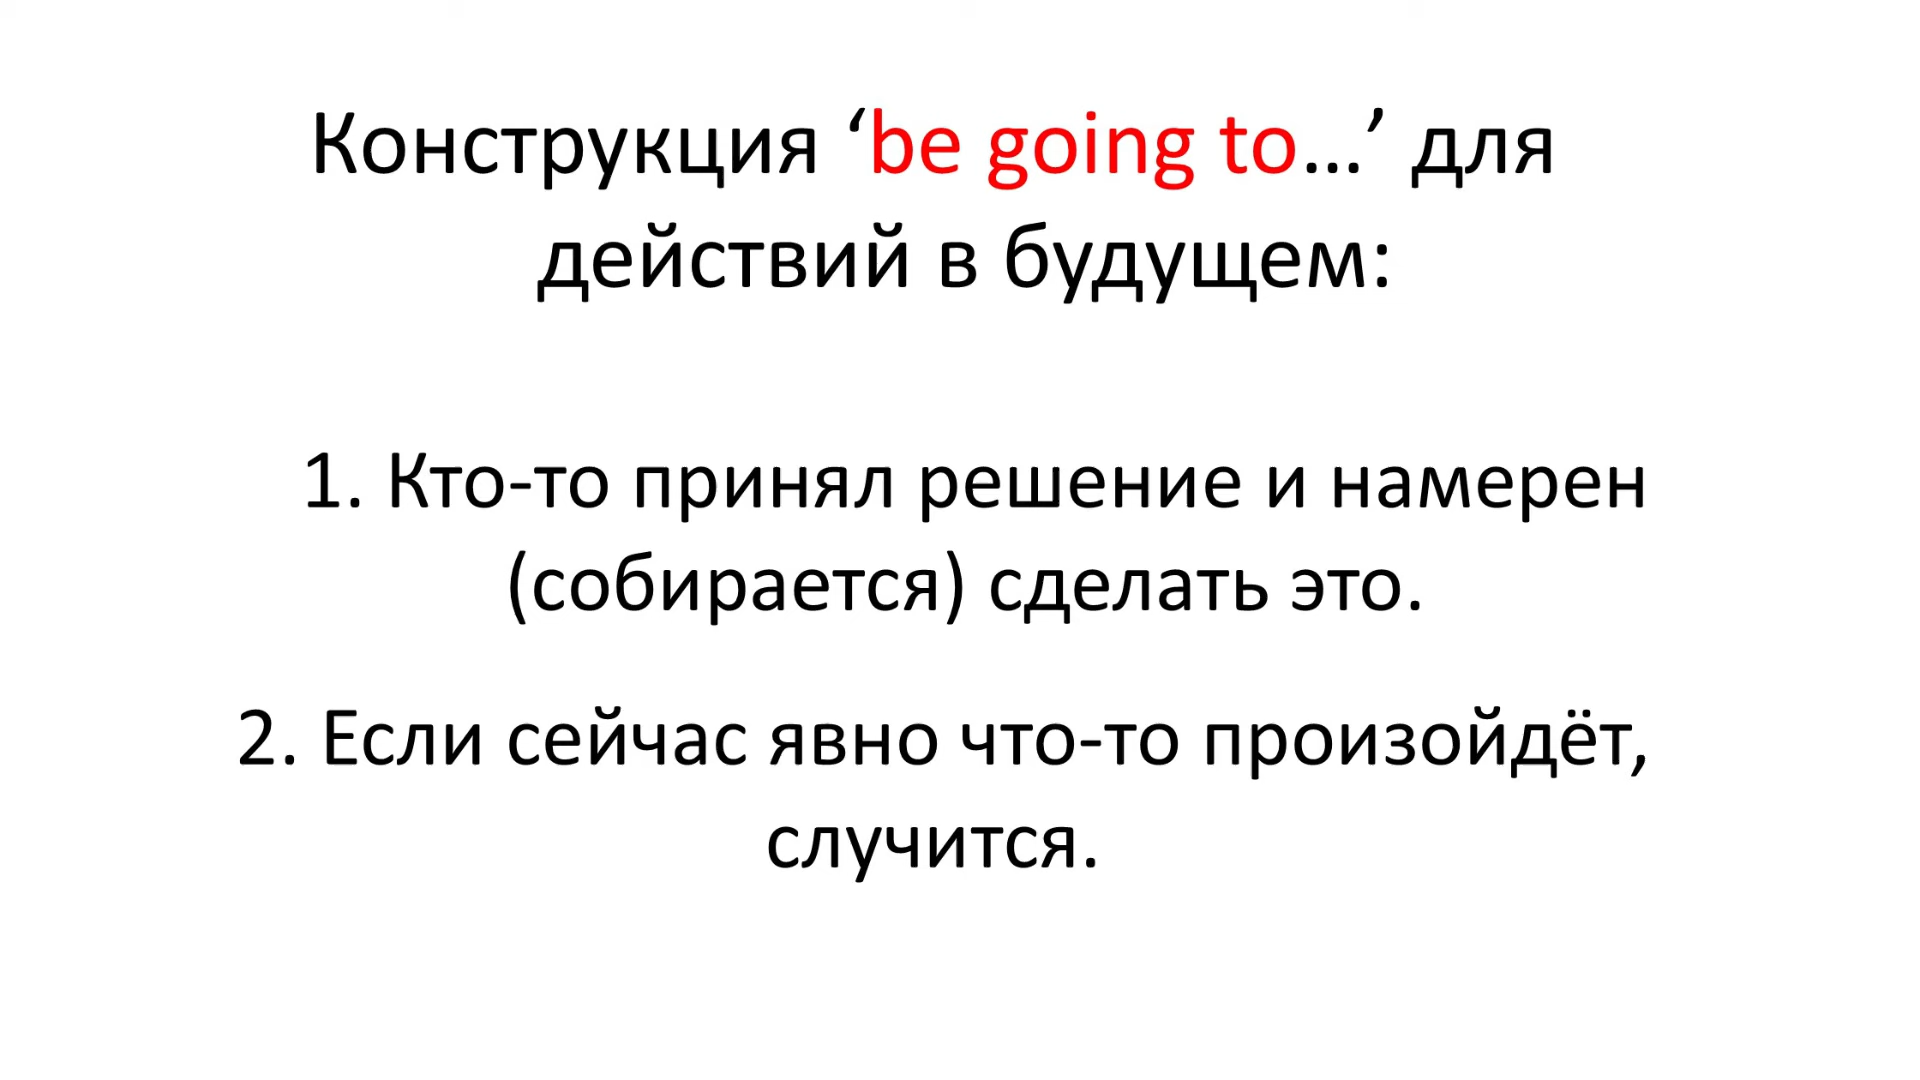 Конструкция ‘be going to…’ для
действий в будущем:
1. Кто-то принял решение и намерен
(собирается) сделать это.
2. Если сейчас явно что-то произойдёт,
случится.